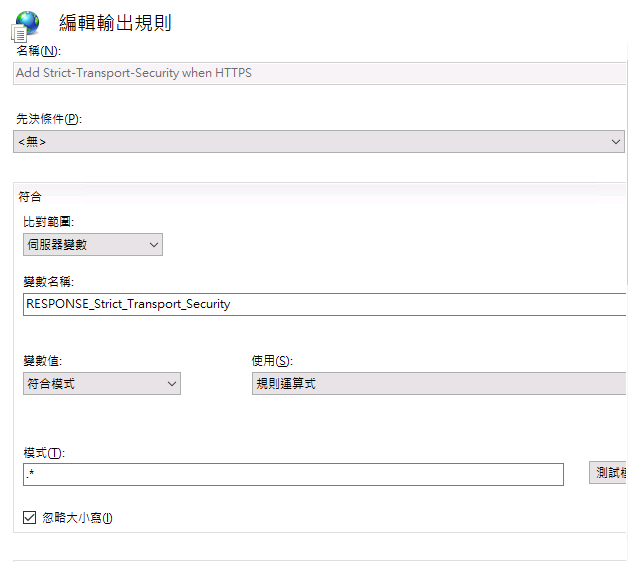 編輯輸出規則
名稱(N):
Add Strict-Transport-Security when HTTPS
先決條件(P):
<無>
符合
比對範圍:
伺服器變數
變數名稱:
RESPONSE_Strict_Transport_Security
變數值: 使用(S):
符合模式 規則運算式
模式(T):
.* 測試模
忽略大小寫(I)